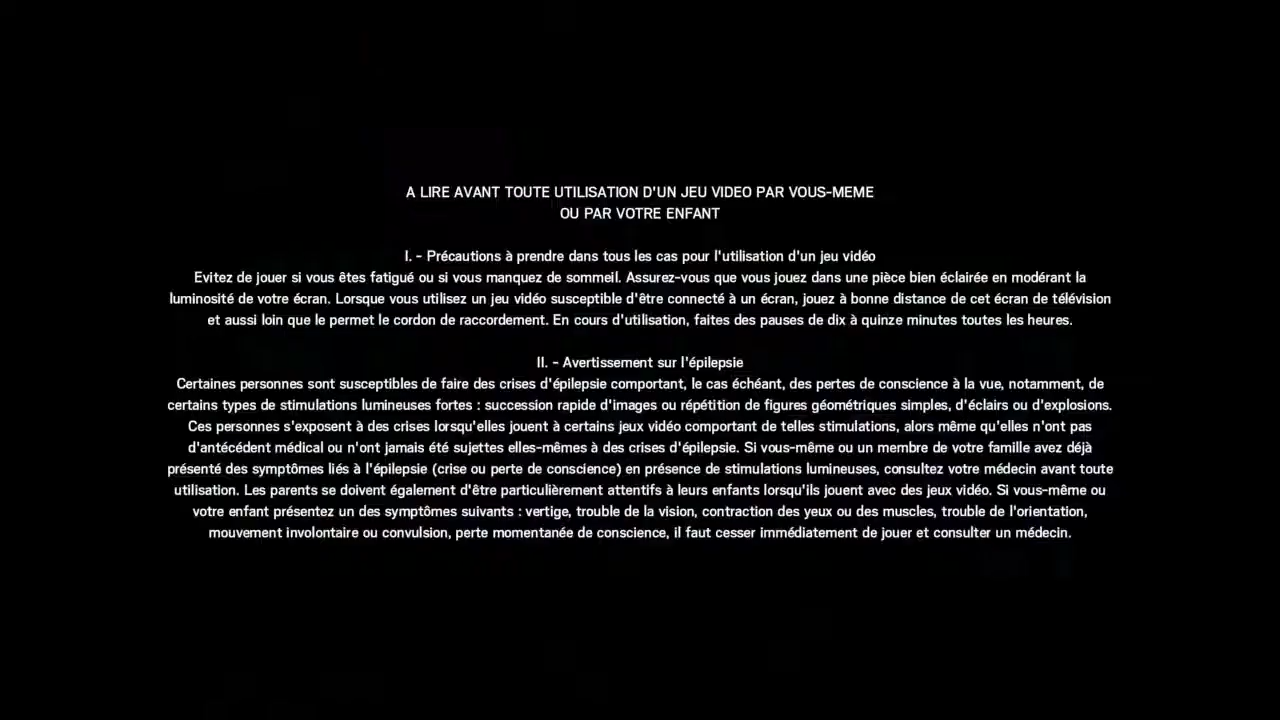 A LIRE AVANT TOUTE UTILISATION D'UN JEU VIDEO PAR VOUS-MEME
OU PAR VOTRE ENFANT
I. - Précautions à prendre dans tous les cas pour l'utilisation d'un jeu vidéo
Evitez de jouer si vous êtes fatigué ou si vous manquez de sommeil. Assurez-vous que vous jouez dans une pièce bien éclairée en modérant la
luminosité de votre écran. Lorsque vous utilisez un jeu vidéo susceptible d'être connecté à un écran, jouez à bonne distance de cet écran de télévision
et aussi loin que le permet le cordon de raccordement. En cours d'utilisation, faites des pauses de dix à quinze minutes toutes les heures.
II. - Avertissement sur l'épilepsie
Certaines personnes sont susceptibles de faire des crises d'épilepsie comportant, le cas échéant, des pertes de conscience à la vue, notamment, de
certains types de stimulations lumineuses fortes : succession rapide d'images ou répétition de figures géométriques simples, d'éclairs ou d'explosions.
Ces personnes s'exposent à des crises lorsqu'elles jouent à certains jeux vidéo comportant de telles stimulations, alors même qu'elles n'ont pas
d'antécédent médical ou n'ont jamais été sujettes elles-mêmes à des crises d'épilepsie. Si vous-même ou un membre de votre famille avez déjà
présenté des symptômes liés à l'épilepsie (crise ou perte de conscience) en présence de stimulations lumineuses, consultez votre médecin avant toute
utilisation. Les parents se doivent également d'être particulièrement attentifs à leurs enfants lorsqu'ils jouent avec des jeux vidéo. Si vous-même ou
votre enfant présentez un des symptômes suivants : vertige, trouble de la vision, contraction des yeux ou des muscles, trouble de l'orientation,
mouvement involontaire ou convulsion, perte momentanée de conscience, il faut cesser immédiatement de jouer et consulter un médecin.